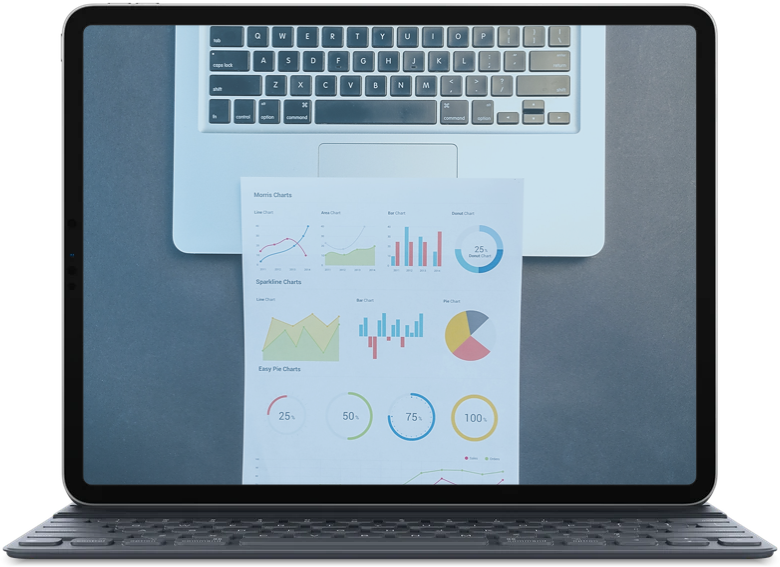 tab Q W E R T Y U I O P
caps lock A S D F G H J K L
shift Z X C V B N M shift
fn control option command command option
Morris Charts
Line Chart
Area Chart
Bar Chart
Donut Chart
25%
Donut Chart
Sparkline Charts
Line Chart
Bar Chart
Pie Chart
Easy Pie Charts
25%
50%
75%
100%